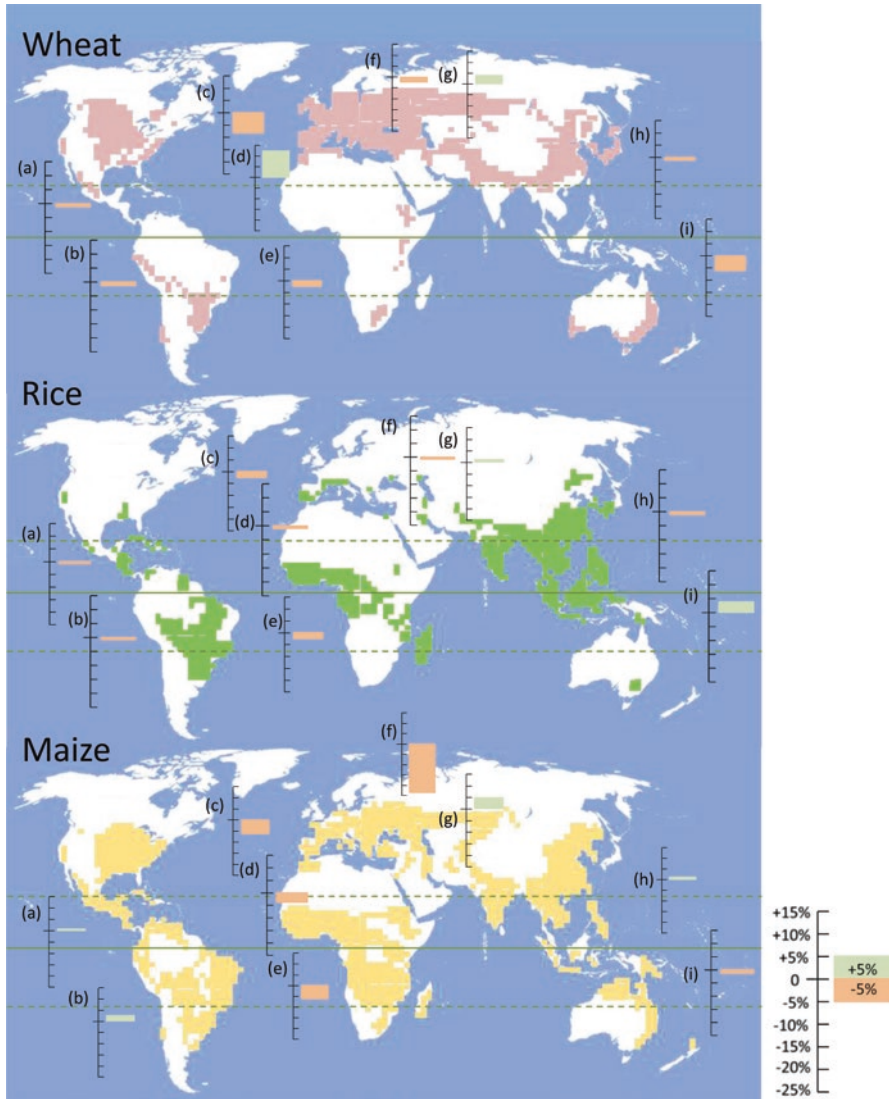 Wheat
(f)
(g)
(c)
(h)
(d)
(a)
(i)
(b)
(e)
Rice
(f)
(g)
(c)
(h)
(d)
(a)
(i)
(b)
(e)
Maize
(f)
(c)
(g)
(d)
(h)
(a)
(e)
(i)
(b)
+15%
+10%
+5%
+5%
0
-5%
-5%
-10%
-15%
-20%
-25%